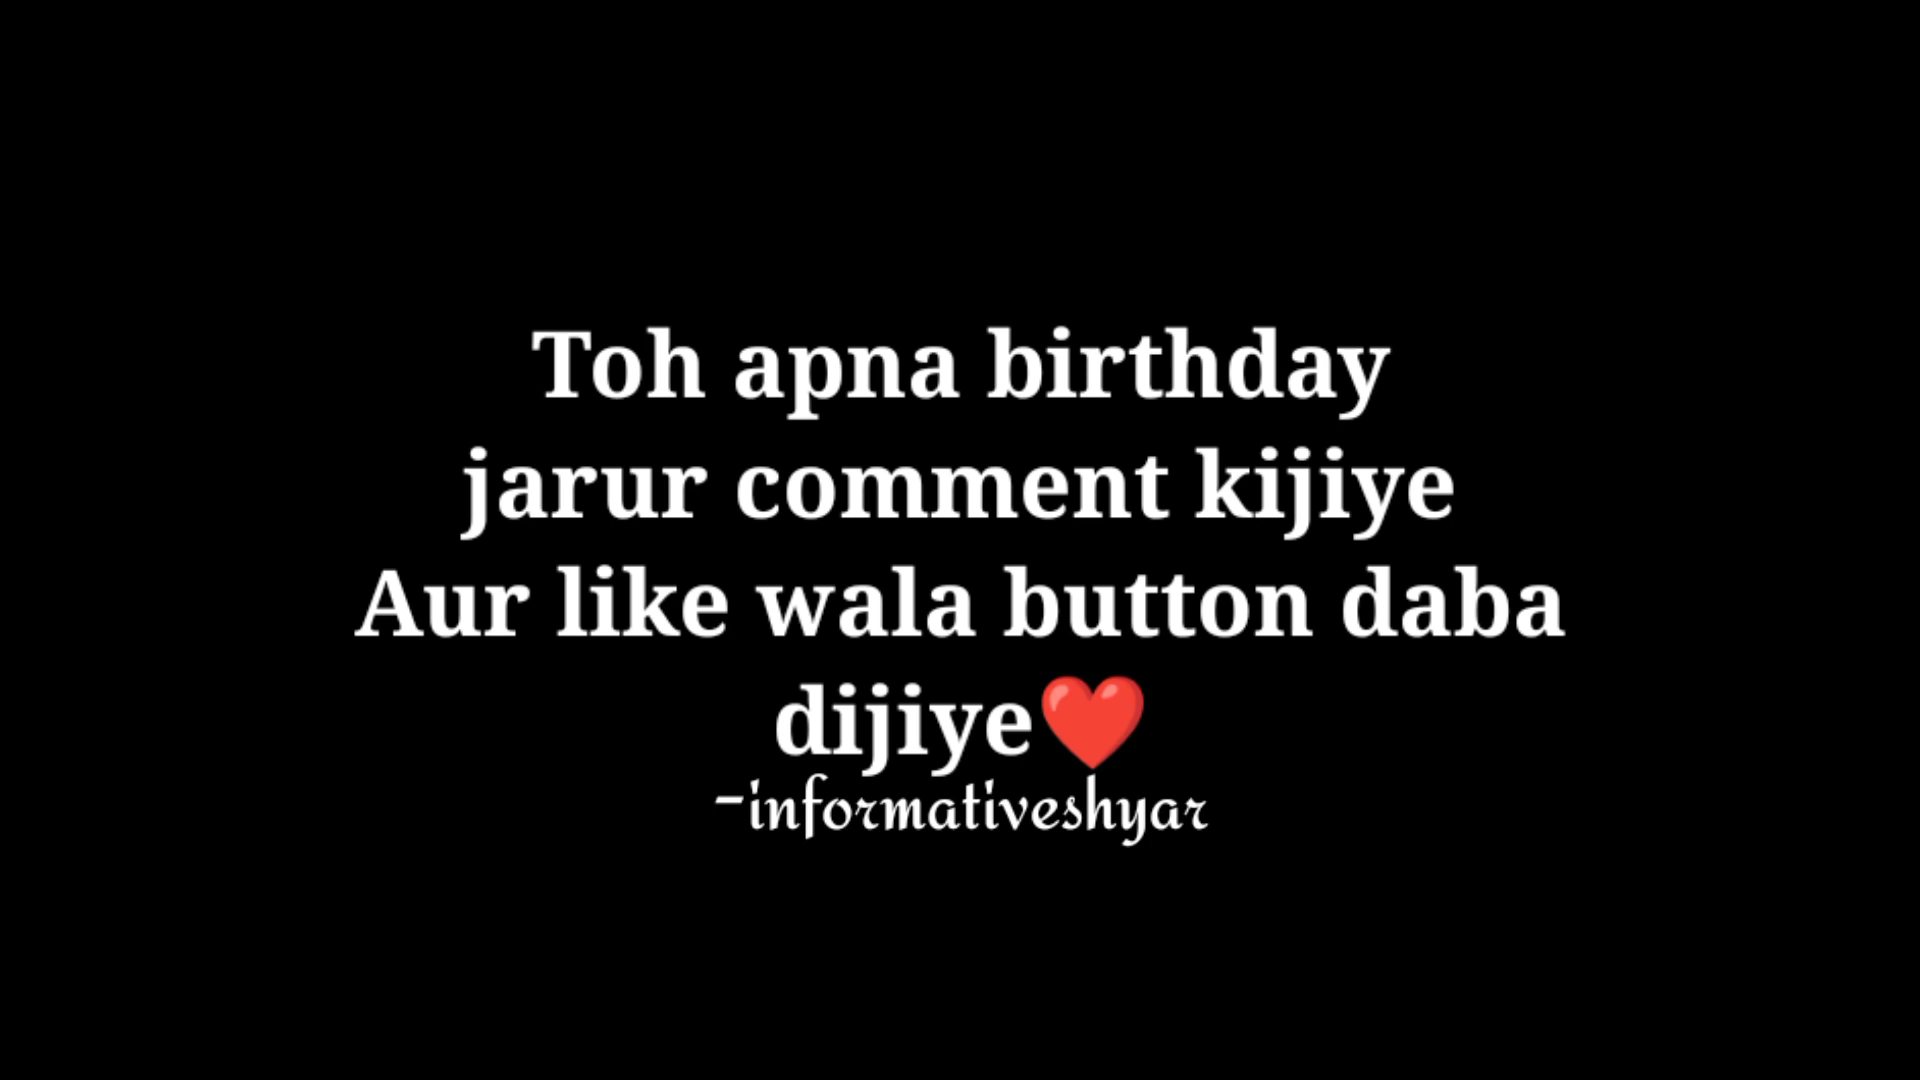 Toh apna birthday
jarur comment kijiye
Aur like wala button daba
dijiye❤️
-informativeshyar